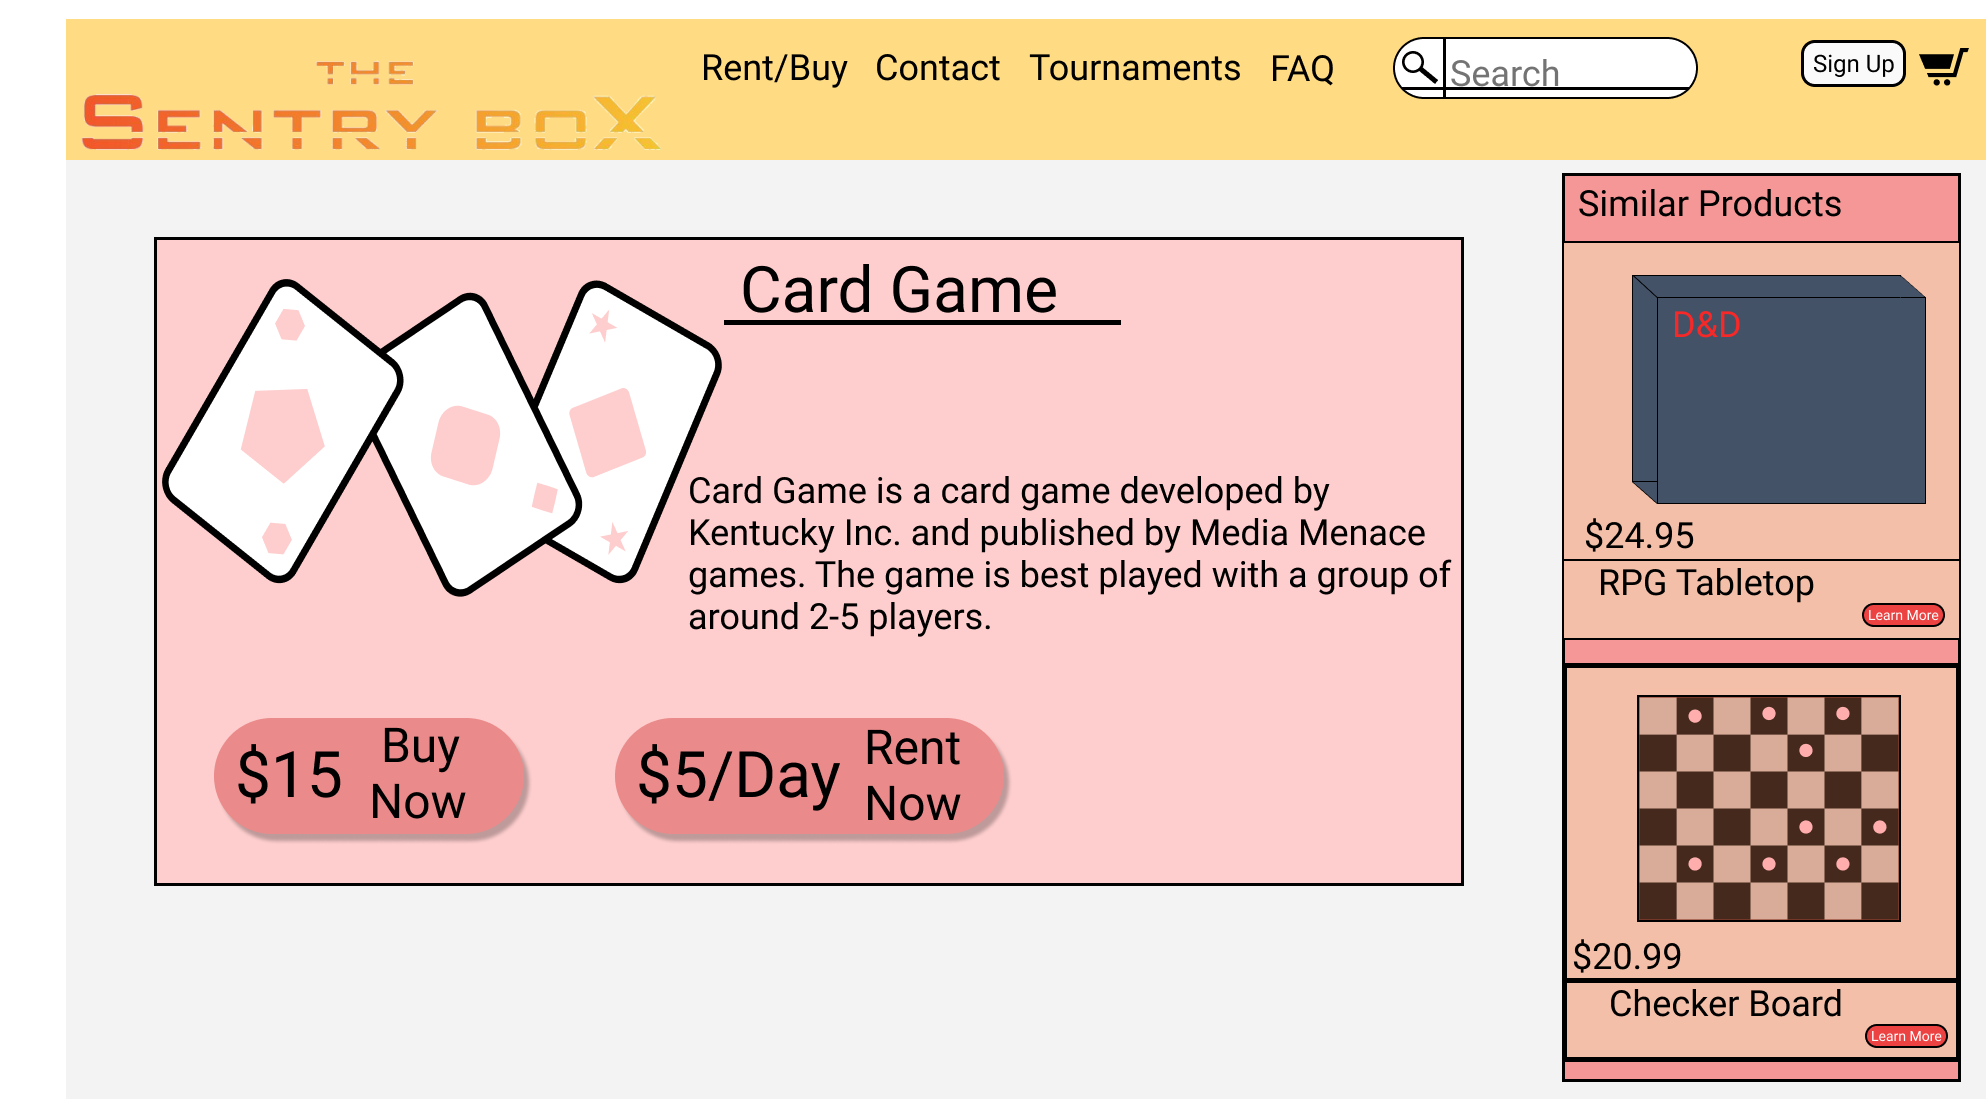 THE
SENTRY BOX
Rent/Buy Contact Tournaments FAQ
Search
Sign Up
Card Game
Card Game is a card game developed by
Kentucky Inc. and published by Media Menace
games. The game is best played with a group of
around 2-5 players.
$15
Buy
Now
$5/Day
Rent
Now
Similar Products
D&D
$24.95
RPG Tabletop
Learn More
$20.99
Checker Board
Learn More